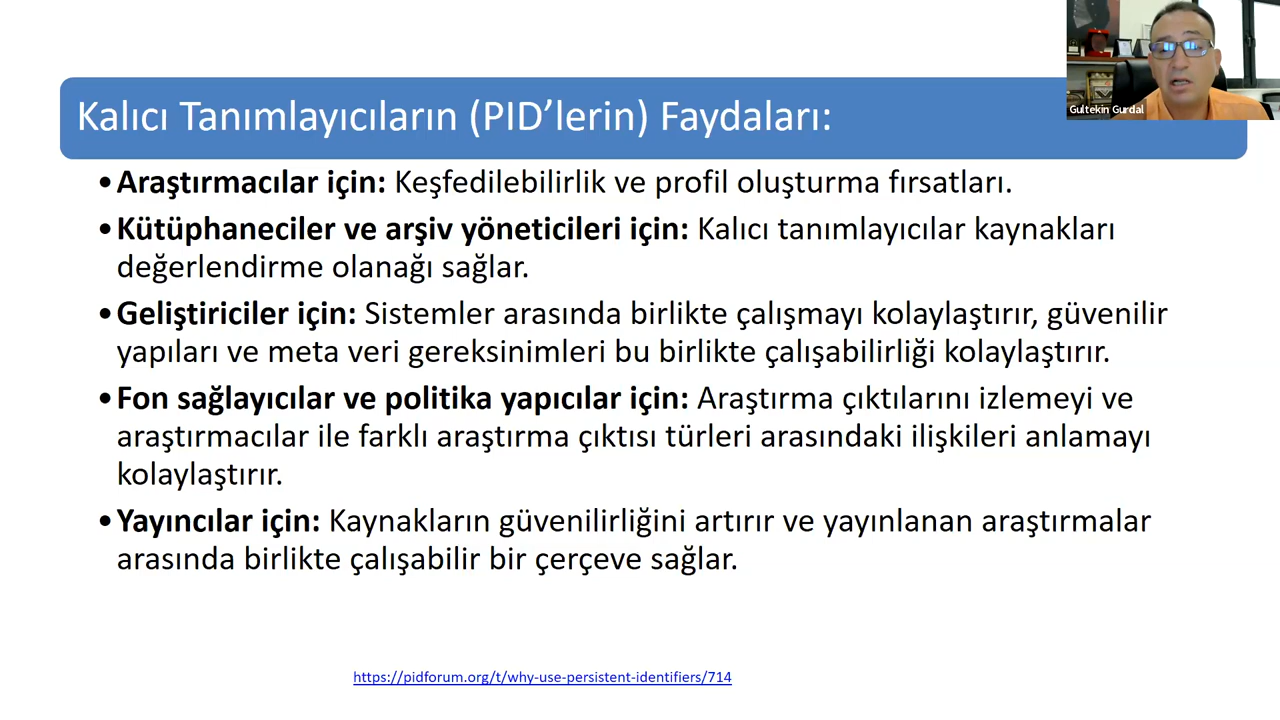 Kalıcı Tanımlayıcıların (PID’lerin) Faydaları:
Gultekin Gurdal
•Araştırmacılar için: Keşfedilebilirlik ve profil oluşturma fırsatları.
•Kütüphaneciler ve arşiv yöneticileri için: Kalıcı tanımlayıcılar kaynakları
değerlendirme olanağı sağlar.
•Geliştiriciler için: Sistemler arasında birlikte çalışmayı kolaylaştırır, güvenilir
yapıları ve meta veri gereksinimleri bu birlikte çalışabilirliği kolaylaştırır.
•Fon sağlayıcılar ve politika yapıcılar için: Araştırma çıktılarını izlemeyi ve
araştırmacılar ile farklı araştırma çıktısı türleri arasındaki ilişkileri anlamayı
kolaylaştırır.
•Yayıncılar için: Kaynakların güvenilirliğini artırır ve yayınlanan araştırmalar
arasında birlikte çalışabilir bir çerçeve sağlar.
https://pidforum.org/t/why-use-persistent-identifiers/714